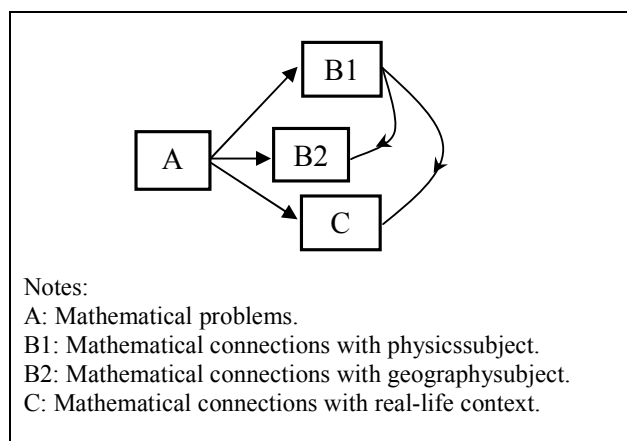 B1
A
B2
C
Notes:
A: Mathematical problems.
B1: Mathematical connections with physicssubject.
B2: Mathematical connections with geographysubject.
C: Mathematical connections with real-life context.